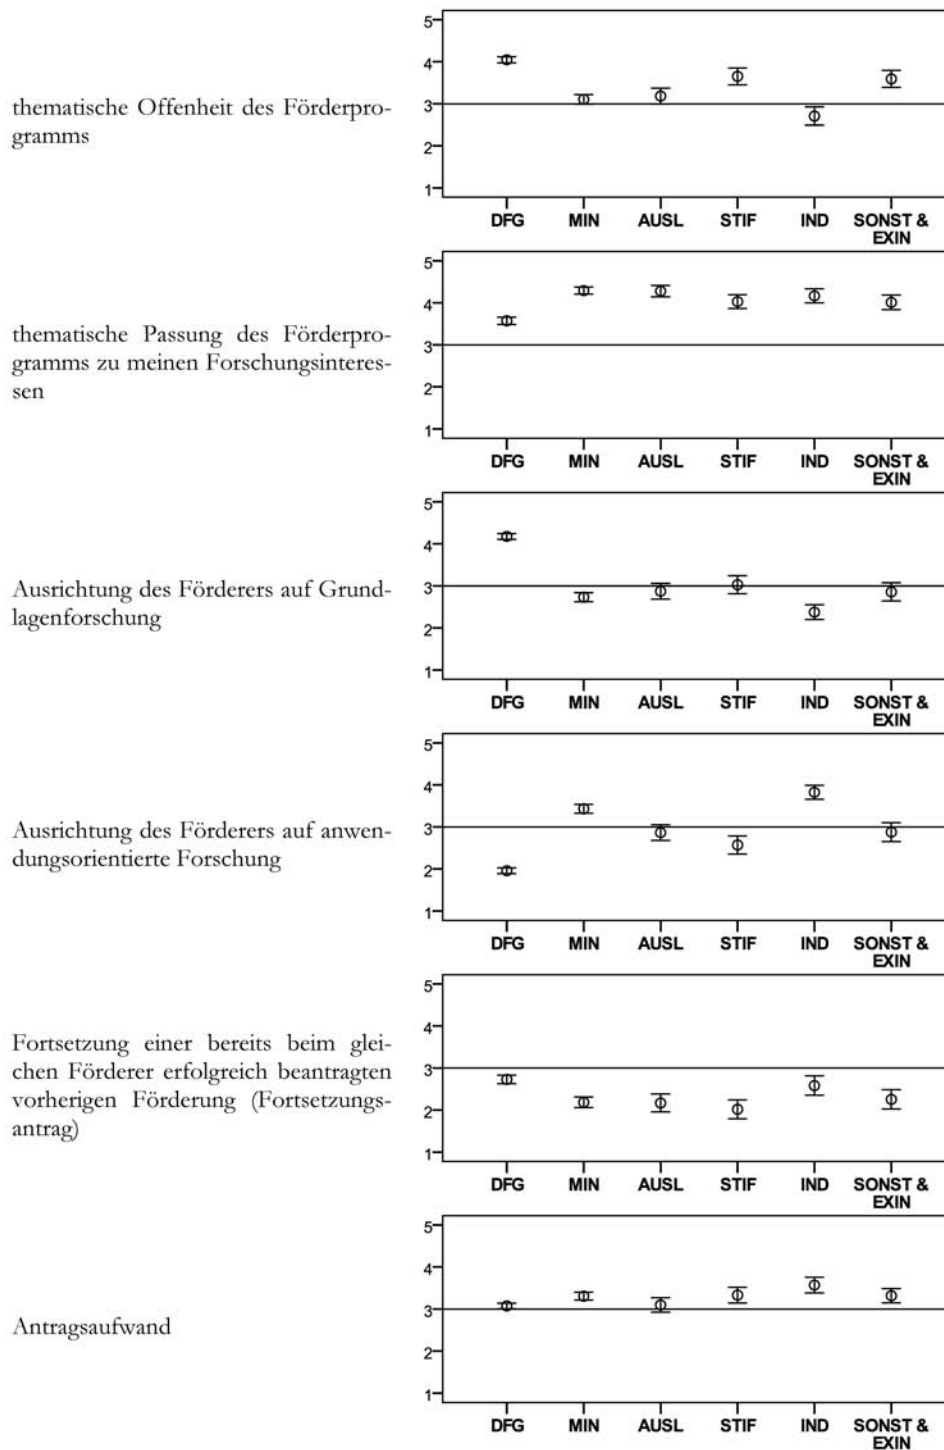 thematische Offenheit des Förderpro-
gramms
5
4
3
2
1
DFG MIN AUSL STIF IND SONST &
EXIN
thematische Passung des Förderpro-
gramms zu meinen Forschungsinteres-
sen
5
4
3
2
1
DFG MIN AUSL STIF IND SONST &
EXIN
Ausrichtung des Förderers auf Grund-
lagenforschung
5
4
3
2
1
DFG MIN AUSL STIF IND SONST &
EXIN
Ausrichtung des Förderers auf anwen-
dungsorientierte Forschung
5
4
3
2
1
DFG MIN AUSL STIF IND SONST &
EXIN
Fortsetzung einer bereits beim glei-
chen Förderer erfolgreich beantragten
vorherigen Förderung (Fortsetzungs-
antrag)
5
4
3
2
1
DFG MIN AUSL STIF IND SONST &
EXIN
Antragsaufwand
5
4
3
2
1
DFG MIN AUSL STIF IND SONST &
EXIN